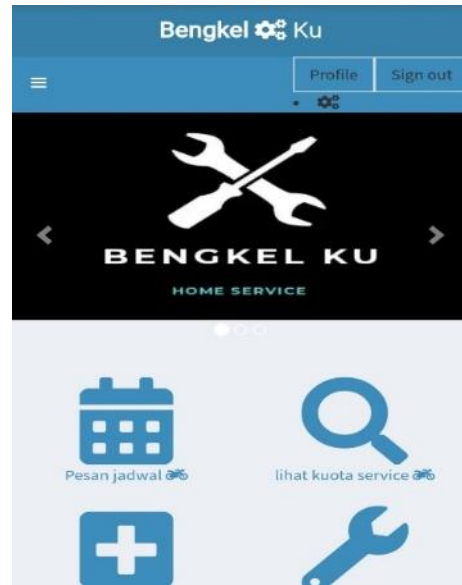 Bengkel Ku
Profile Sign out
BENGKEL KU
HOME SERVICE
Pesan jadwal lihat kuota service